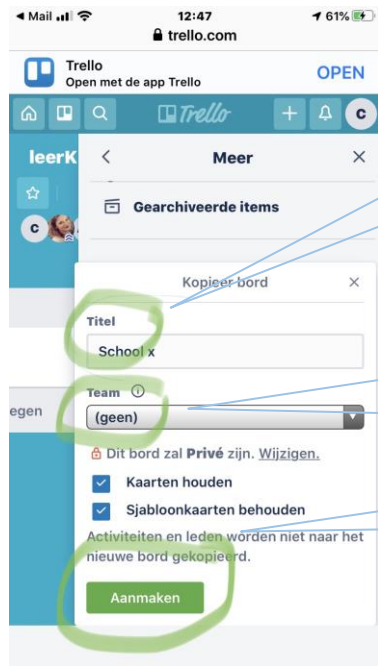 Mail 12:47 61%
trello.com
Trello
Open met de app Trello
OPEN
Trello
C
leerK
Meer
C
Gearchiveerde items
Kopieer bord
Titel
School x
Team
egen
(geen)
Dit bord zal Privé zijn. Wijzigen.
Kaarten houden
Sjabloonkaarten behouden
Activiteiten en leden worden niet naar het
nieuwe bord gekopieerd.
Aanmaken